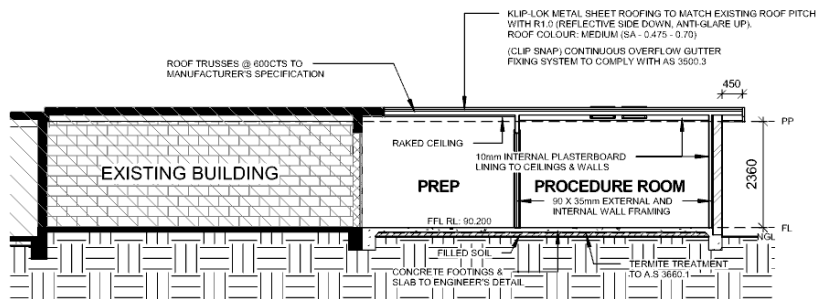 KLIP-LOK METAL SHEET ROOFING TO MATCH EXISTING ROOF PITCH
WITH R1.0 (REFLECTIVE SIDE DOWN, ANTI-GLARE UP).
ROOF COLOUR: MEDIUM (SA - 0.475 - 0.70)
(CLIP SNAP) CONTINUOUS OVERFLOW GUTTER
FIXING SYSTEM TO COMPLY WITH AS 3500.3
ROOF TRUSSES @ 600CTS TO
MANUFACTURER'S SPECIFICATION
450
PP
RAKED CEILING
10mm INTERNAL PLASTERBOARD
LINING TO CEILINGS & WALLS
EXISTING BUILDING
PREP
PROCEDURE ROOM
2360
90 X 35mm EXTERNAL AND
INTERNAL WALL FRAMING
FFL RL: 90.200
FL
NGL
FILLED SOIL
CONCRETE FOOTINGS &
SLAB TO ENGINEER'S DETAIL
TERMITE TREATMENT
TO A.S 3660.1